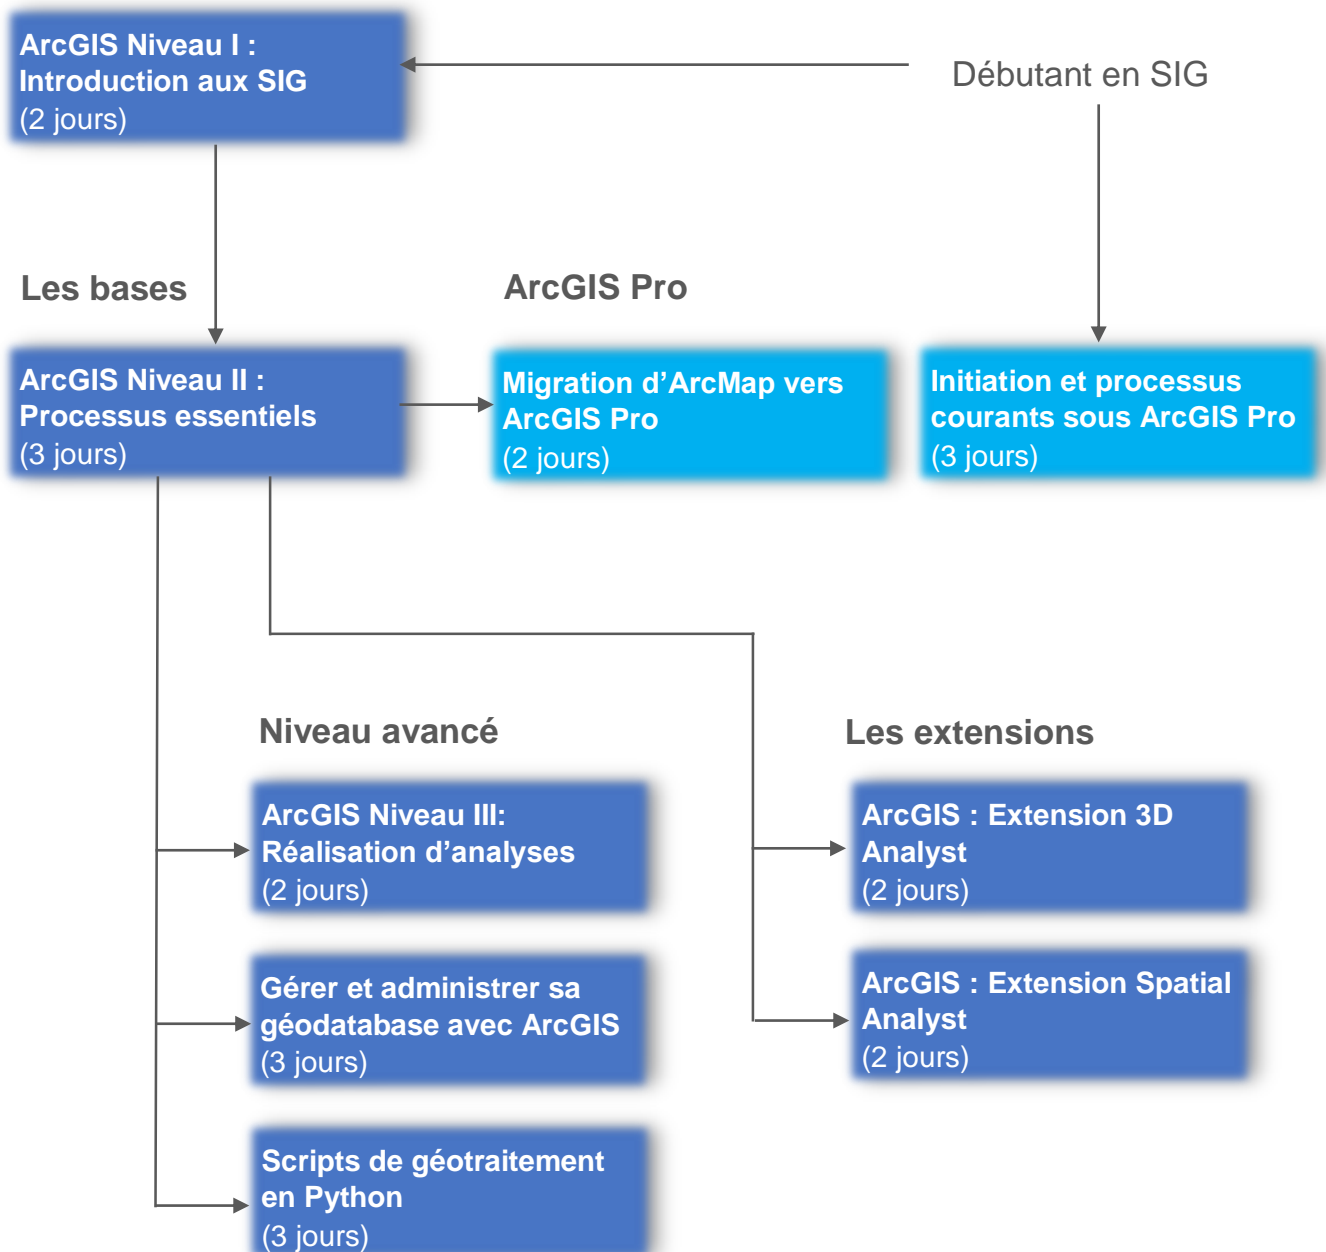 ArcGIS Niveau I :
Introduction aux SIG
(2 jours)
Débutant en SIG
Les bases
ArcGIS Pro
ArcGIS Niveau II :
Processus essentiels
(3 jours)
Migration d’ArcMap vers
ArcGIS Pro
(2 jours)
Initiation et processus
courants sous ArcGIS Pro
(3 jours)
Niveau avancé
Les extensions
ArcGIS Niveau III:
Réalisation d’analyses
(2 jours)
ArcGIS : Extension 3D
Analyst
(2 jours)
Gérer et administrer sa
géodatabase avec ArcGIS
(3 jours)
ArcGIS : Extension Spatial
Analyst
(2 jours)
Scripts de géotraitement
en Python
(3 jours)